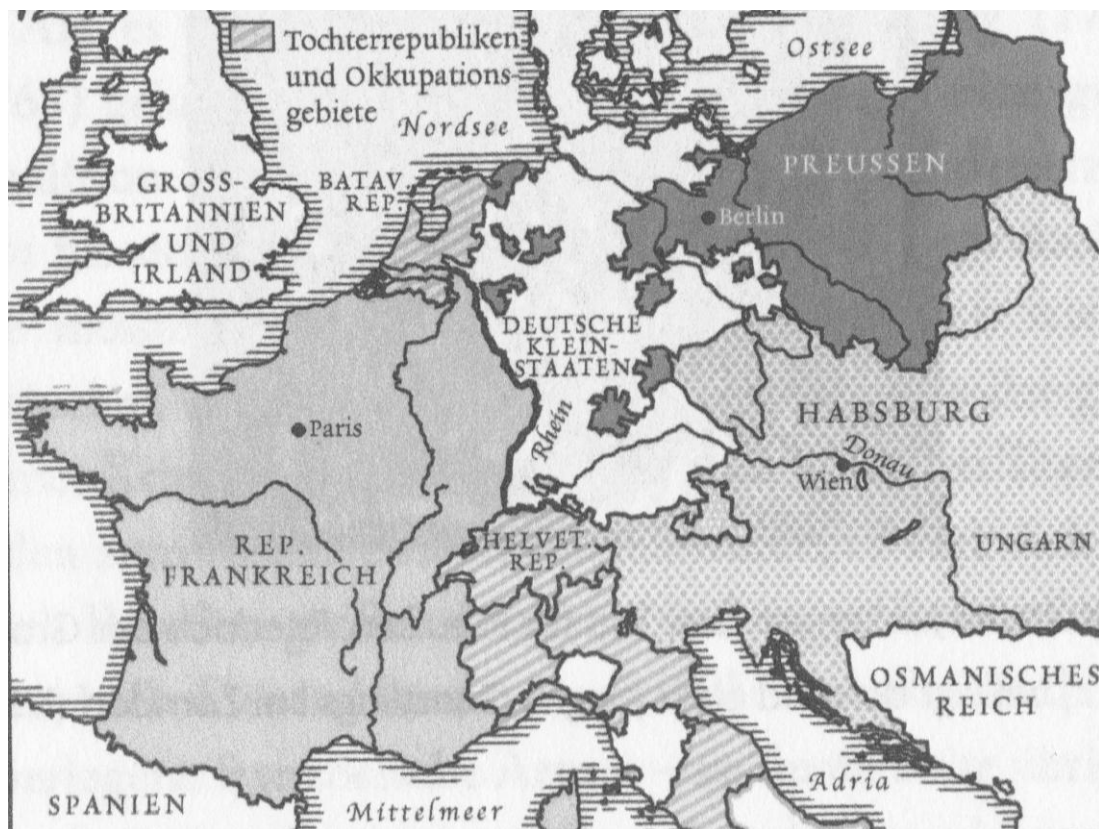 Tochterrepubliken
und Okkupations-
gebiete
Nordsee
Ostsee
GROSS-
BRITANNIEN
UND
IRLAND
BATAV.
REP.
PREUSSEN
Berlin
DEUTSCHE
KLEIN-
STAATEN
Rhein
Paris
HABSBURG
Donau
Wien
REP.
FRANKREICH
HELVET.
REP.
UNGARN
OSMANISCHES
REICH
SPANIEN
Mittelmeer
Adria